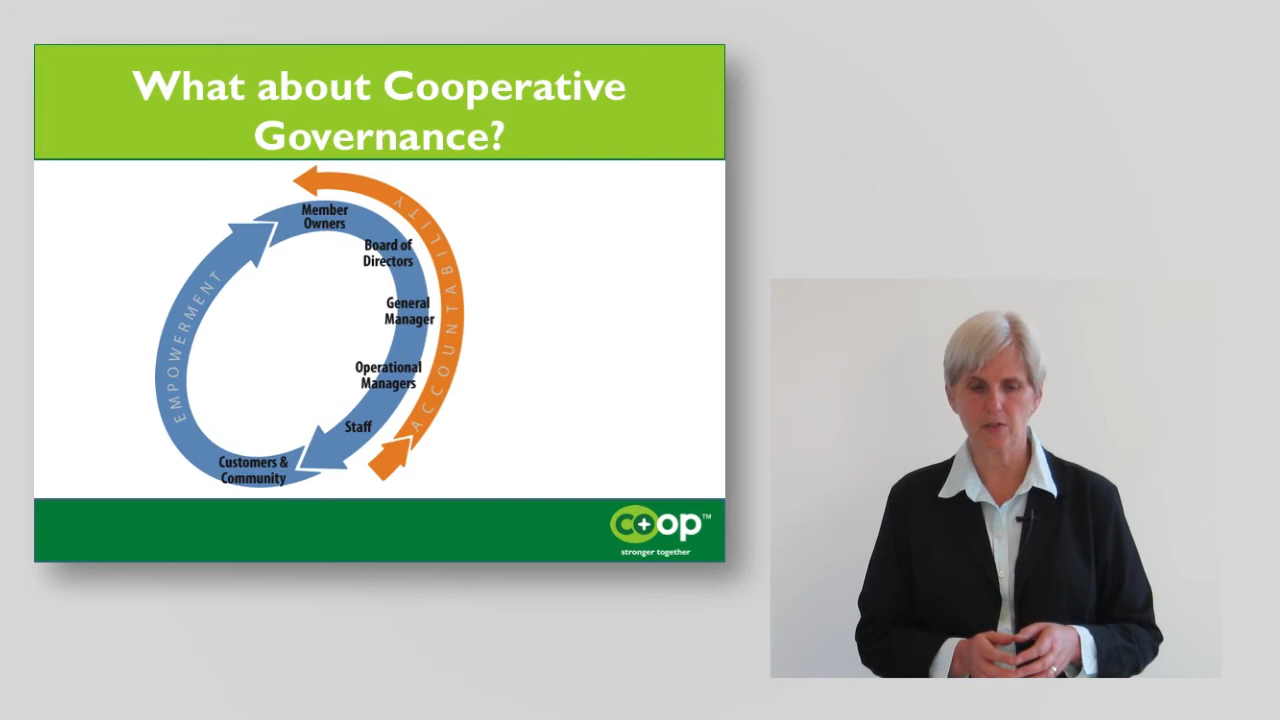 What about Cooperative
Governance?
ACCOUNTABILITY
Member
Owners
Board of
Directors
General
Manager
Operational
Managers
Staff
Customers &
Community
EMPOWERMENT
co+op™
stronger together